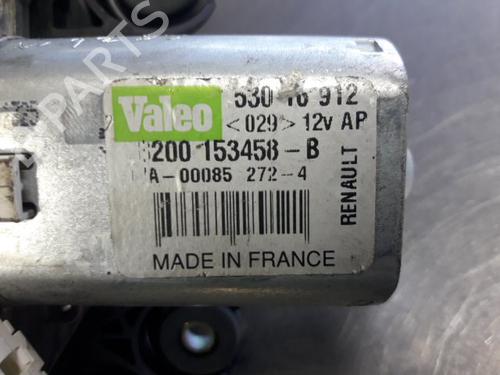 Valeo 530 16 912
<029> 12v AP
8200 153458-B
A-00085 272-4
RENAULT
MADE IN FRANCE